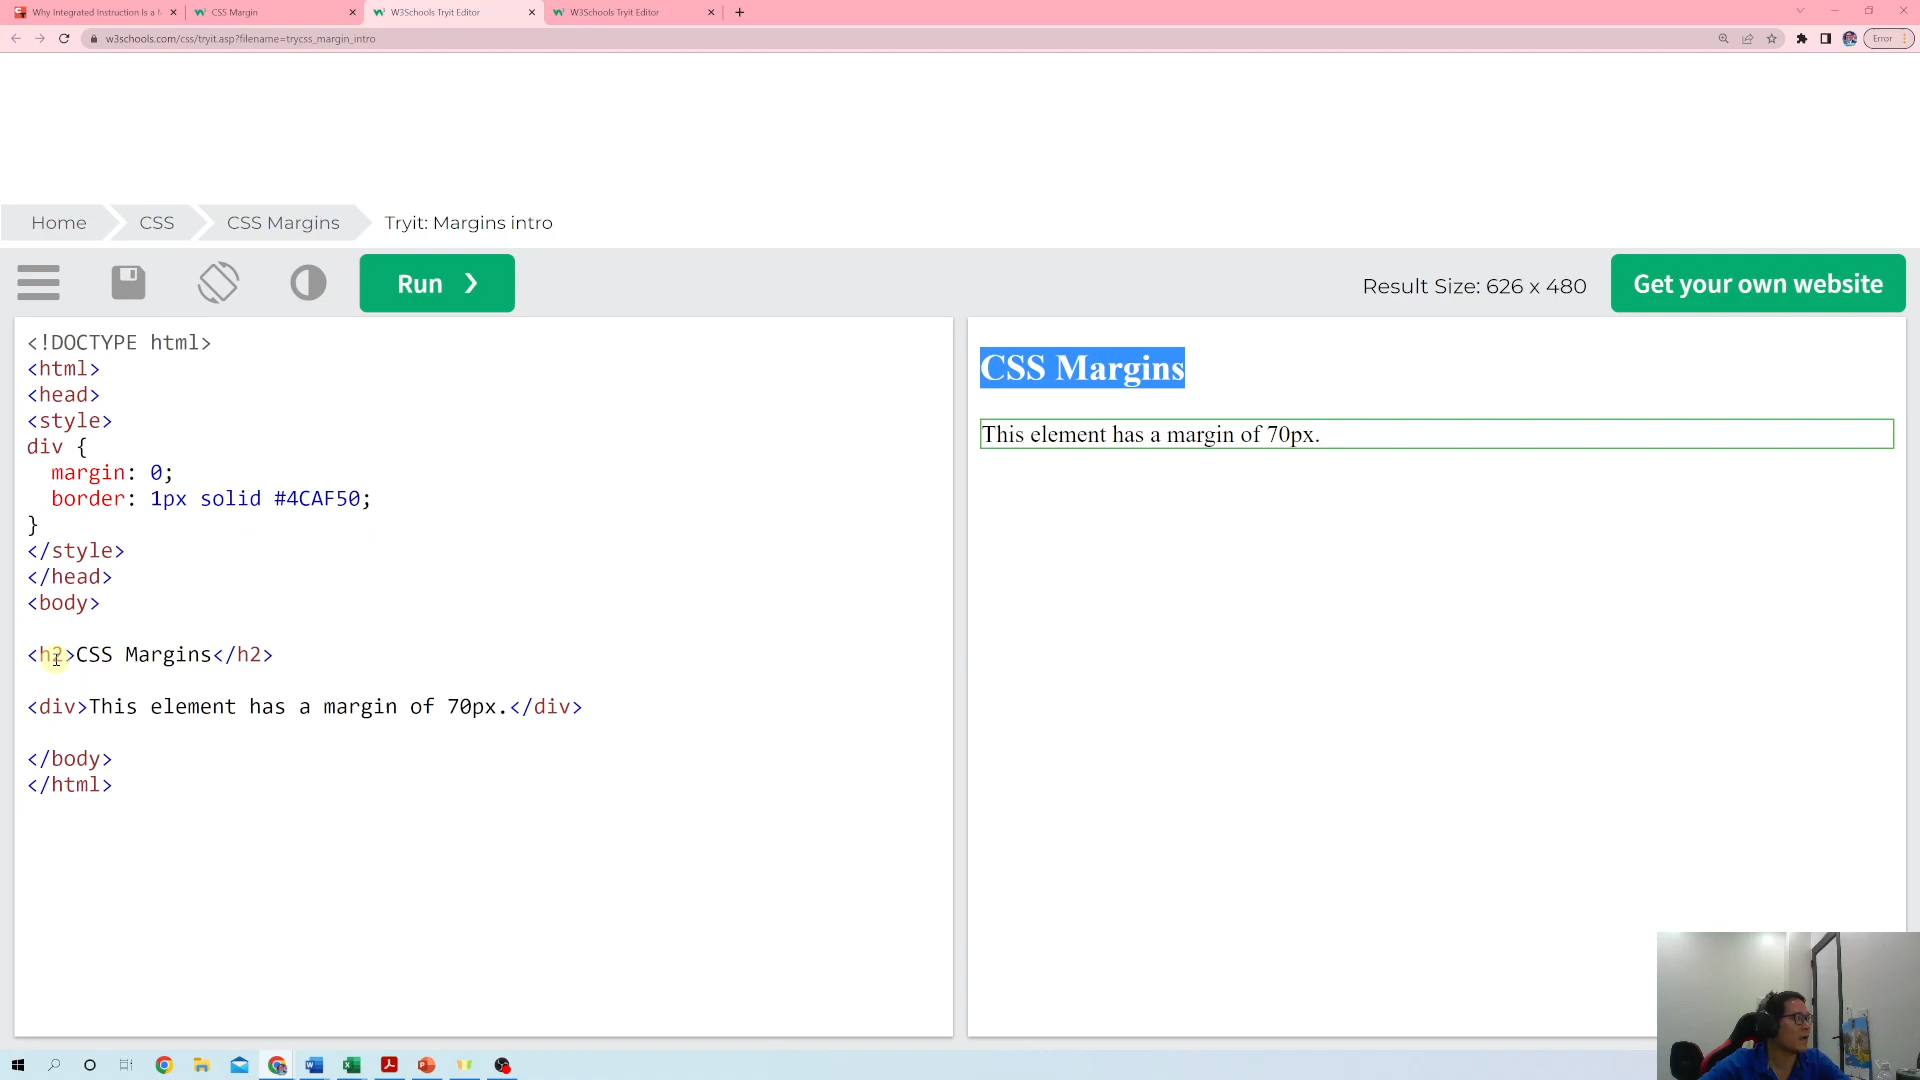 Why Integrated Instruction Is a
CSS Margin
W3Schools Tryit Editor
W3Schools Tryit Editor
w3schools.com/css/tryit.asp?filename=trycss_margin_intro
Error
Home
CSS
CSS Margins
Tryit: Margins intro
Run ❯
Result Size: 626 x 480
Get your own website
<!DOCTYPE html>
<html>
<head>
<style>
div {
  margin: 0;
  border: 1px solid #4CAF50;
}
</style>
</head>
<body>
<h2>CSS Margins</h2>
<div>This element has a margin of 70px.</div>
</body>
</html>
CSS Margins
This element has a margin of 70px.